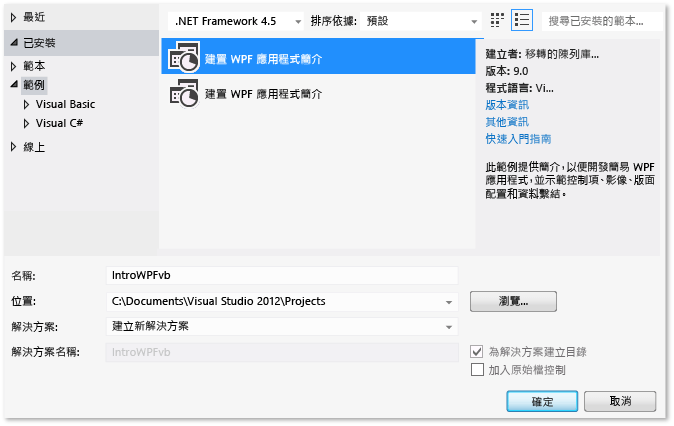 最近
已安裝
範本
範例
Visual Basic
Visual C#
線上
.NET Framework 4.5
排序依據: 預設
搜尋已安裝的範本...
建置 WPF 應用程式簡介
建置 WPF 應用程式簡介
建立者: 移轉的陳列庫...
版本: 9.0
程式語言: Vi...
版本資訊
其他資訊
快速入門指南
此範例提供簡介，以便開發簡易 WPF
應用程式，並示範控制項、影像、版面
配置和資料繫結。
名稱:
IntroWPFvb
位置:
C:\Documents\Visual Studio 2012\Projects
瀏覽...
解決方案:
建立新解決方案
解決方案名稱:
IntroWPFvb
為解決方案建立目錄
加入原始檔控制
確定
取消